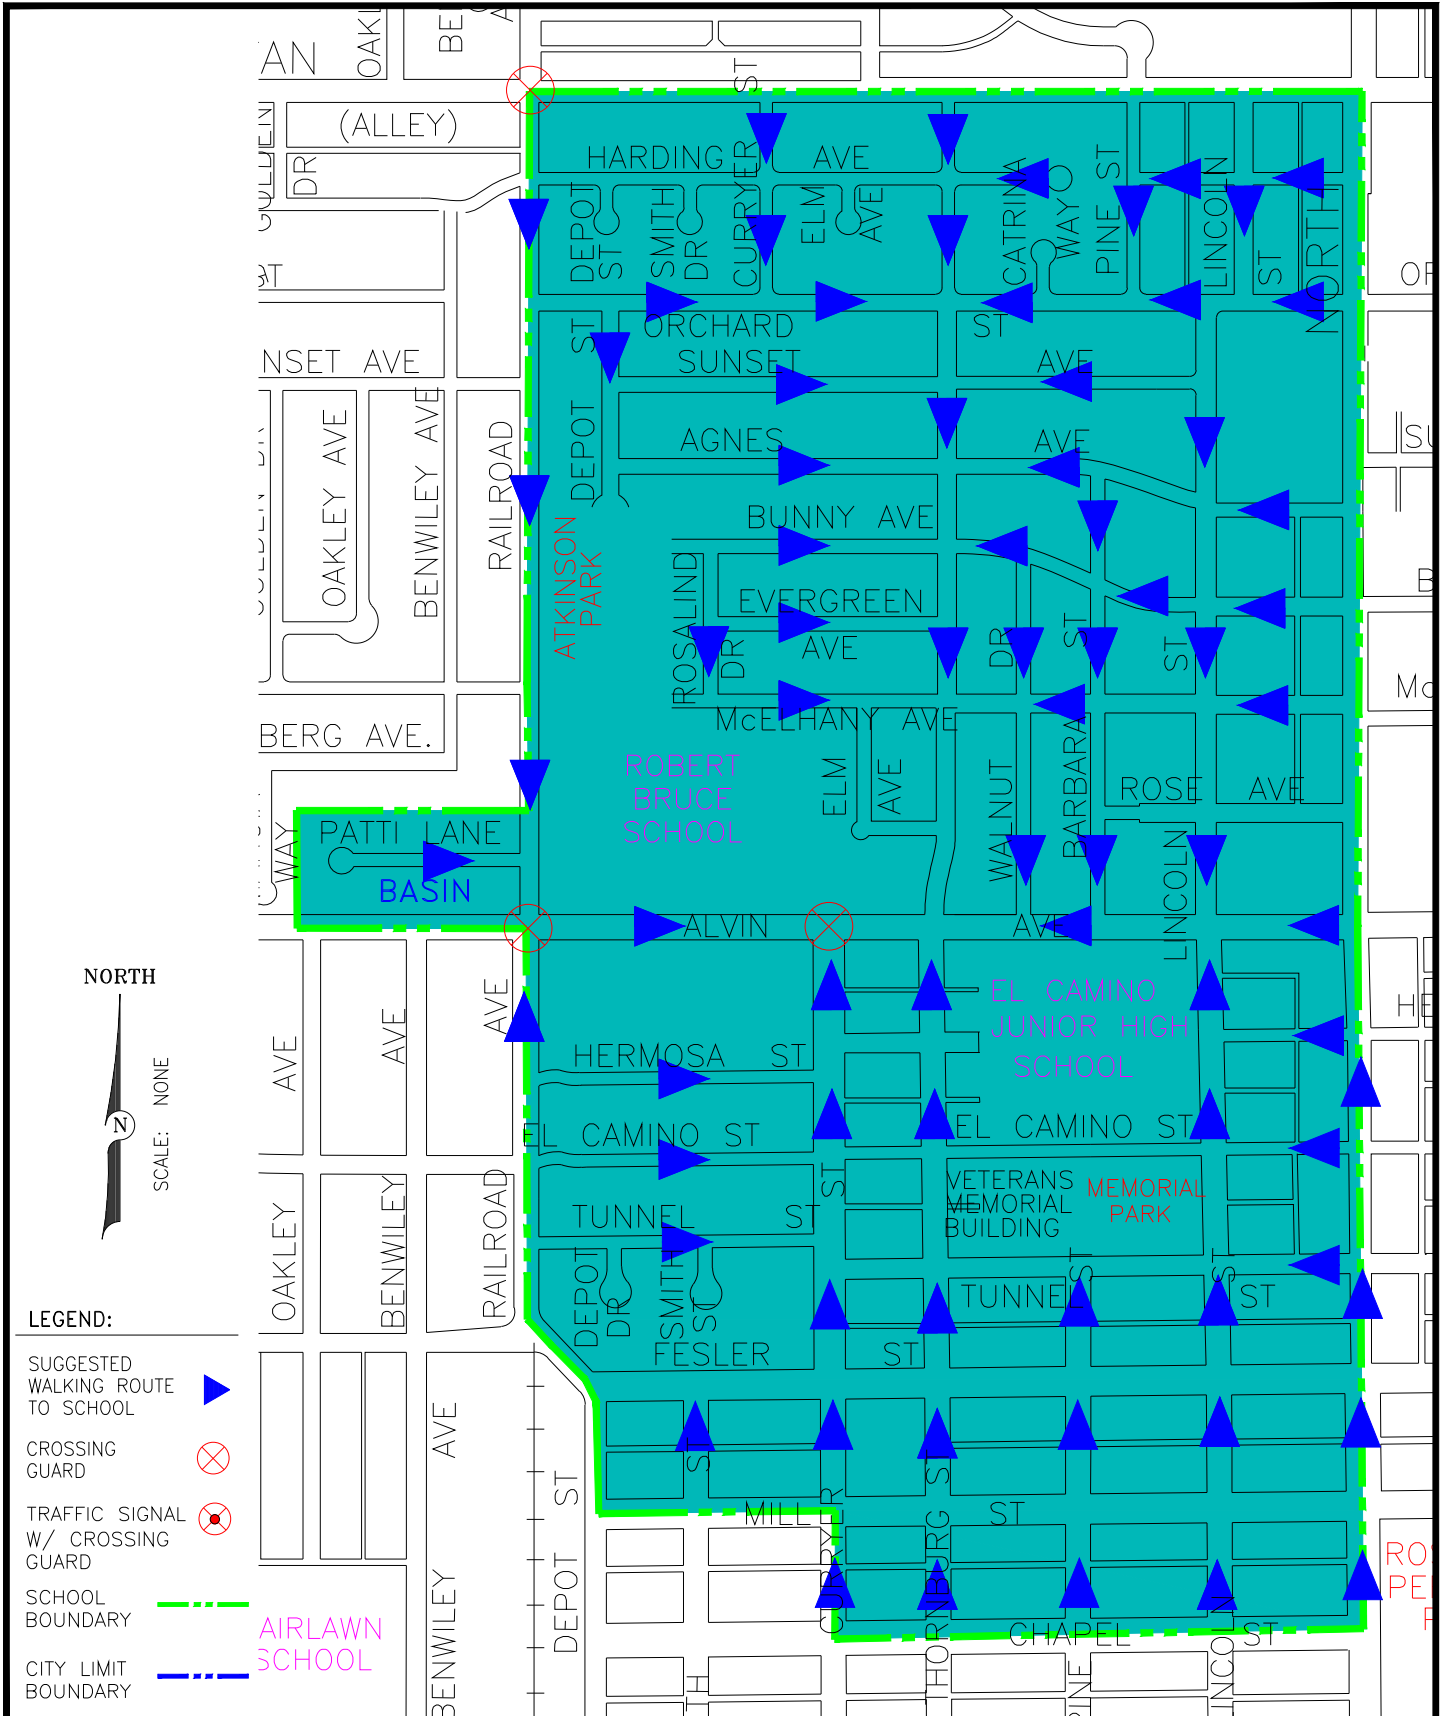 AN
(ALLEY)
DR
HARDING AVE
ST
CURRYER
DEPOT
ST
SMITH
DR
ELM
AVE
CATRINA
WAY
PINE ST
LINCOLN
ST
NORTH
ORCHARD ST
NSET AVE
SUNSET AVE
ST
DEPOT
AGNES AVE
OAKLEY AVE
BENWILEY AVE
RAILROAD
BUNNY AVE
ATKINSON
PARK
ROSALIND
DR
EVERGREEN
AVE
DR
ST
ST
McELHANY AVE
BERG AVE.
ROBERT
BRUCE
SCHOOL
ELM
AVE
WALNUT
BARBARA
ROSE AVE
LINCOLN
WAY
PATTI LANE
BASIN
ALVIN AVE
NORTH
N
SCALE: NONE
AVE
AVE
AVE
EL CAMINO
JUNIOR HIGH
SCHOOL
HERMOSA ST
EL CAMINO ST
EL CAMINO ST
ST
VETERANS
MEMORIAL
BUILDING
MEMORIAL
PARK
OAKLEY
BENWILEY
RAILROAD
TUNNEL ST
DEPOT
DR
SMITH
ST
ST
ST
TUNNEL ST
FESLER ST
LEGEND:
SUGGESTED
WALKING ROUTE
TO SCHOOL
CROSSING
GUARD
TRAFFIC SIGNAL
W/ CROSSING
GUARD
SCHOOL
BOUNDARY
CITY LIMIT
BOUNDARY
AVE
BENWILEY
DEPOT ST
ST
MILL ST
CURRYER
THORNBURG ST
CHAPEL ST
LINCOLN
AIRLAWN
SCHOOL
TH
INE